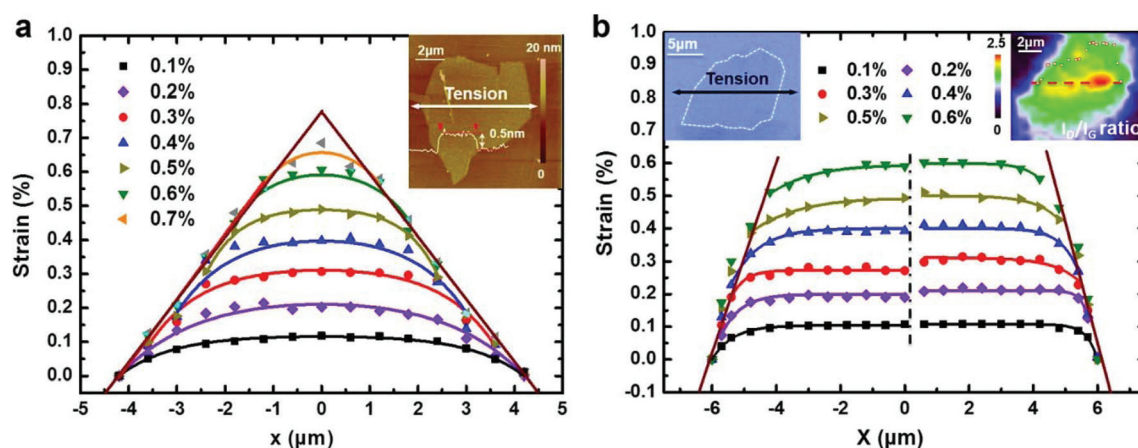 a
1.0
0.9
0.8
0.7
0.6
0.5
0.4
0.3
0.2
0.1
0.0
Strain (%)
0.1%
0.2%
0.3%
0.4%
0.5%
0.6%
0.7%
2μm
20 nm
Tension
0.5nm
0
-5 -4 -3 -2 -1 0 1 2 3 4 5
x (μm)
b
1.0
0.9
0.8
0.7
0.6
0.5
0.4
0.3
0.2
0.1
0.0
-0.1
Strain (%)
5μm
Tension
0.1% 0.2%
0.3% 0.4%
0.5% 0.6%
2.5
2μm
0
ID/IG ratio
-6 -4 -2 0 2 4 6
X (μm)